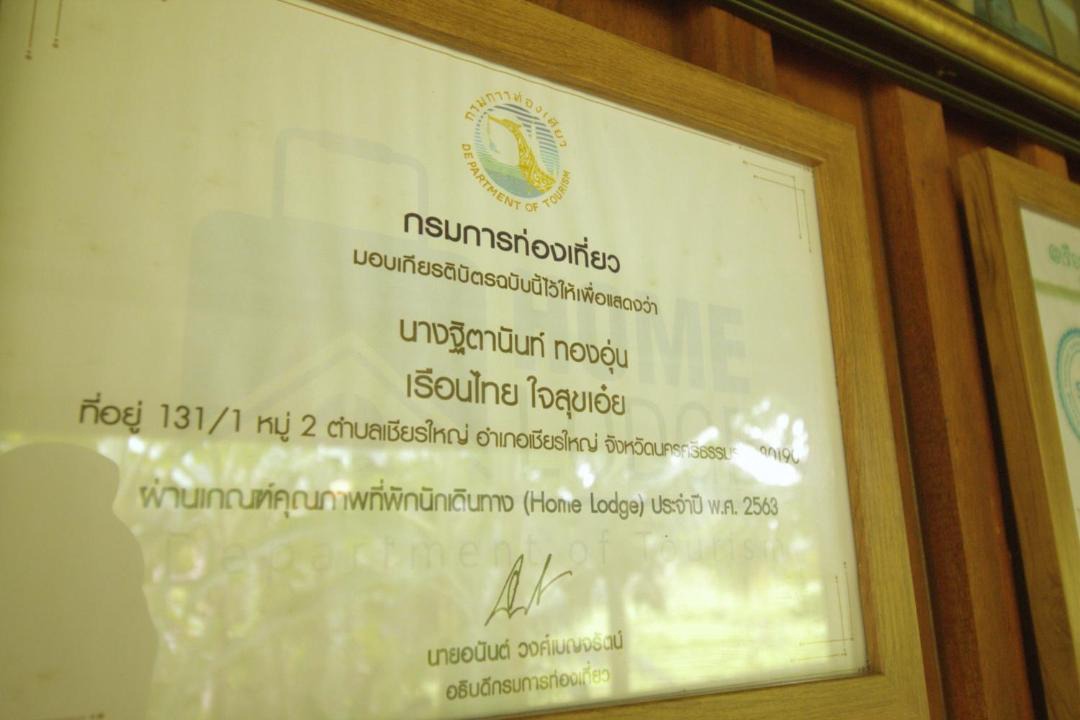 กรมการท่องเที่ยว
DEPARTMENT OF TOURISM
กรมการท่องเที่ยว
มอบเกียรติบัตรฉบับนี้ไว้ให้เพื่อแสดงว่า
นางฐิตานันท์ ทองอุ่น
เรือนไทย ใจสุขเอ๋ย
ที่อยู่ 131/1 หมู่ 2 ตำบลเชียรใหญ่ อำเภอเชียรใหญ่ จังหวัดนครศรีธรรมราช 80190
ผ่านเกณฑ์คุณภาพที่พักนักเดินทาง (Home Lodge) ประจำปี พ.ศ. 2563
HOME
LODGE
Department of Tourism
นายอนันต์ วงศ์เบญจรัตน์
อธิบดีกรมการท่องเที่ยว